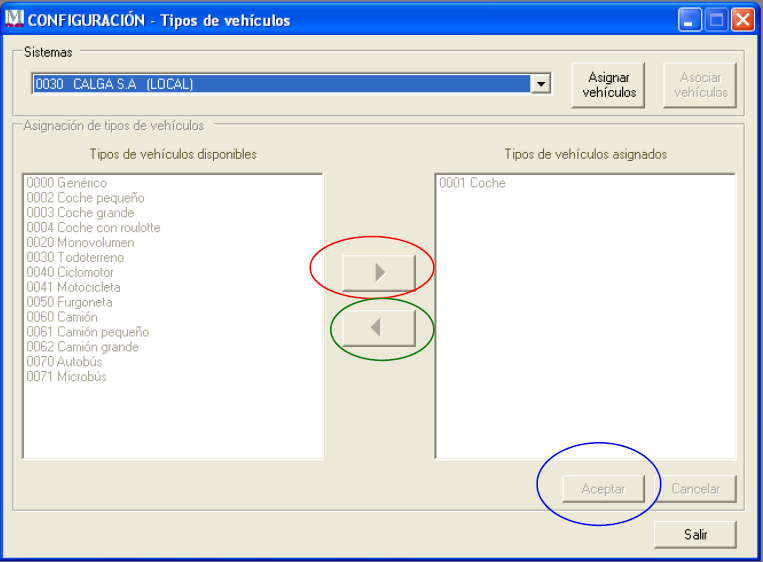 CONFIGURACIÓN - Tipos de vehículos
Sistemas
0030 CALGA S.A (LOCAL)
Asignar
vehículos
Asociar
vehículos
Asignación de tipos de vehículos
Tipos de vehículos disponibles
Tipos de vehículos asignados
0000 Genérico
0002 Coche pequeño
0003 Coche grande
0004 Coche con roulotte
0020 Monovolumen
0030 Todoterreno
0040 Ciclomotor
0041 Motocicleta
0050 Furgoneta
0060 Camión
0061 Camión pequeño
0062 Camión grande
0070 Autobús
0071 Microbús
0001 Coche
Aceptar
Cancelar
Salir